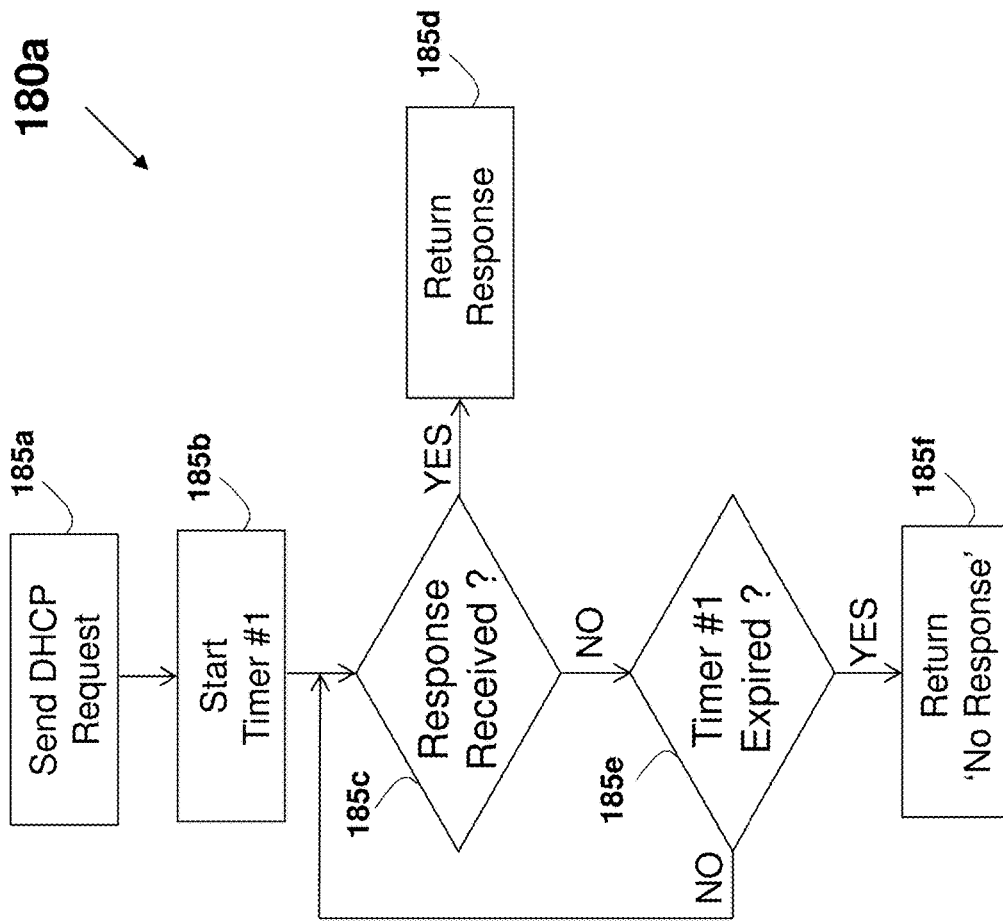 180a
185a
Send DHCP
Request
185b
Start
Timer #1
185c
Response
Received ?
YES
185d
Return
Response
NO
185e
Timer #1
Expired ?
NO
YES
185f
Return
'No Response'